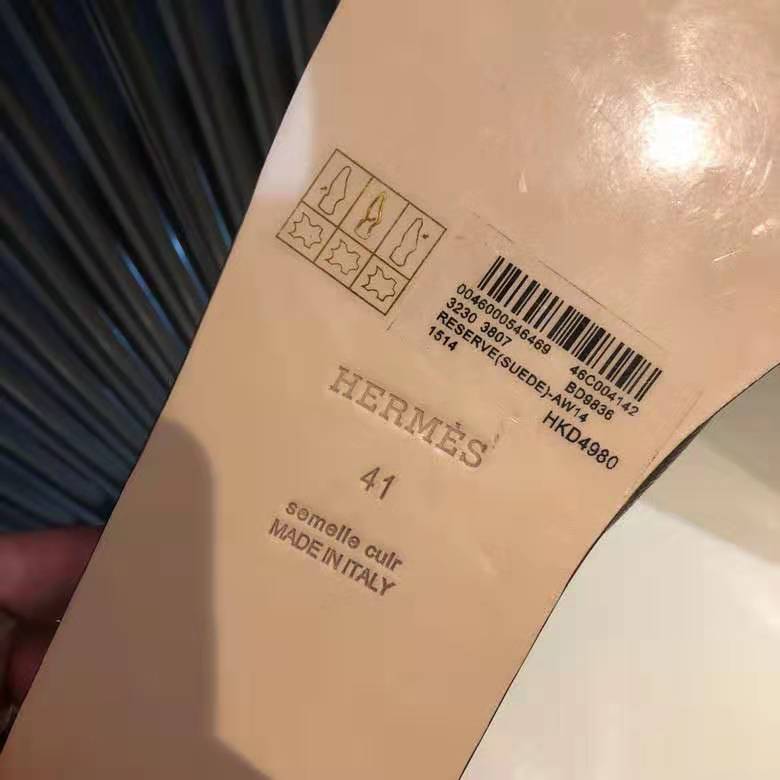 0046000546469 46C004142
3230 3807 BD9836
RESERVE(SUEDE)-AW14
1514 HKD4980
HERMÈS
41
semelle cuir
MADE IN ITALY